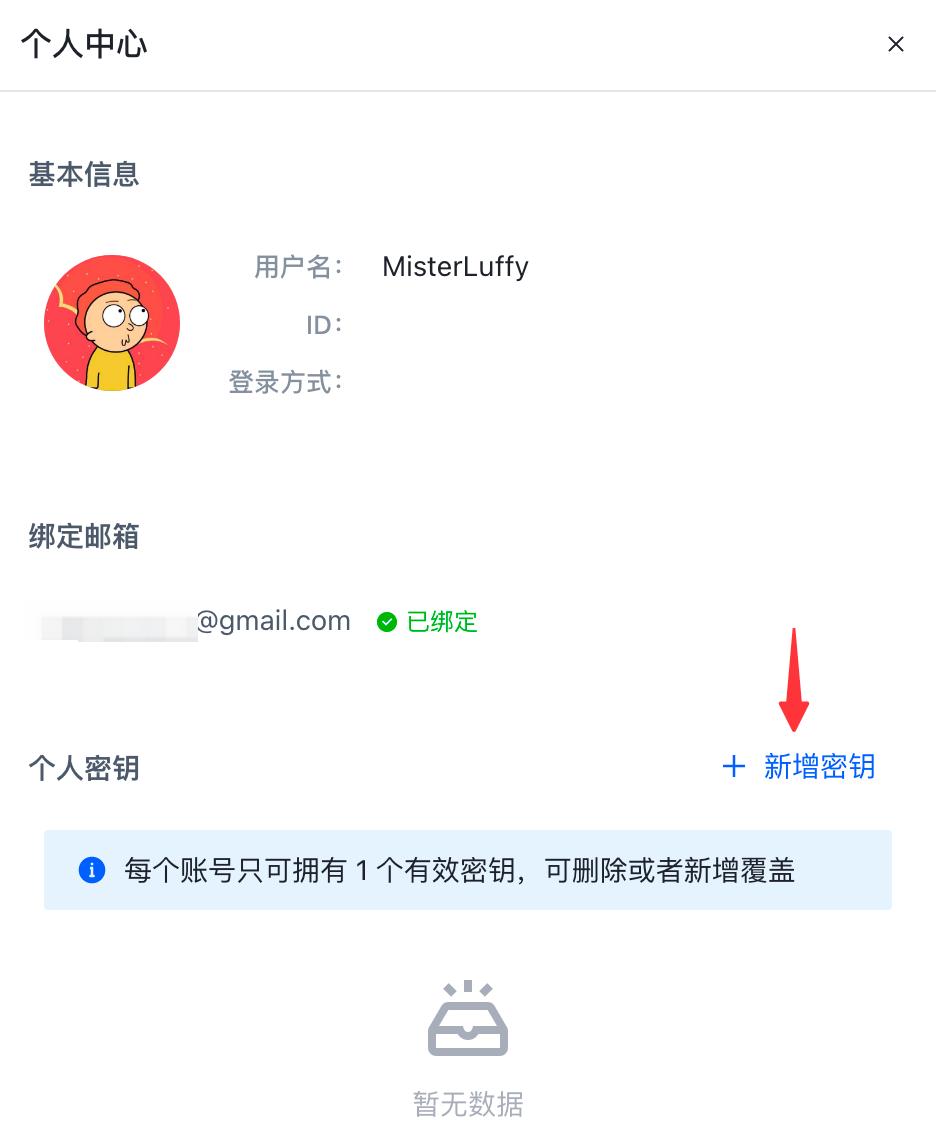 个人中心
基本信息
用户名： MisterLuffy
ID：
登录方式：
绑定邮箱
@gmail.com 已绑定
个人密钥 + 新增密钥
每个账号只可拥有 1 个有效密钥，可删除或者新增覆盖
暂无数据